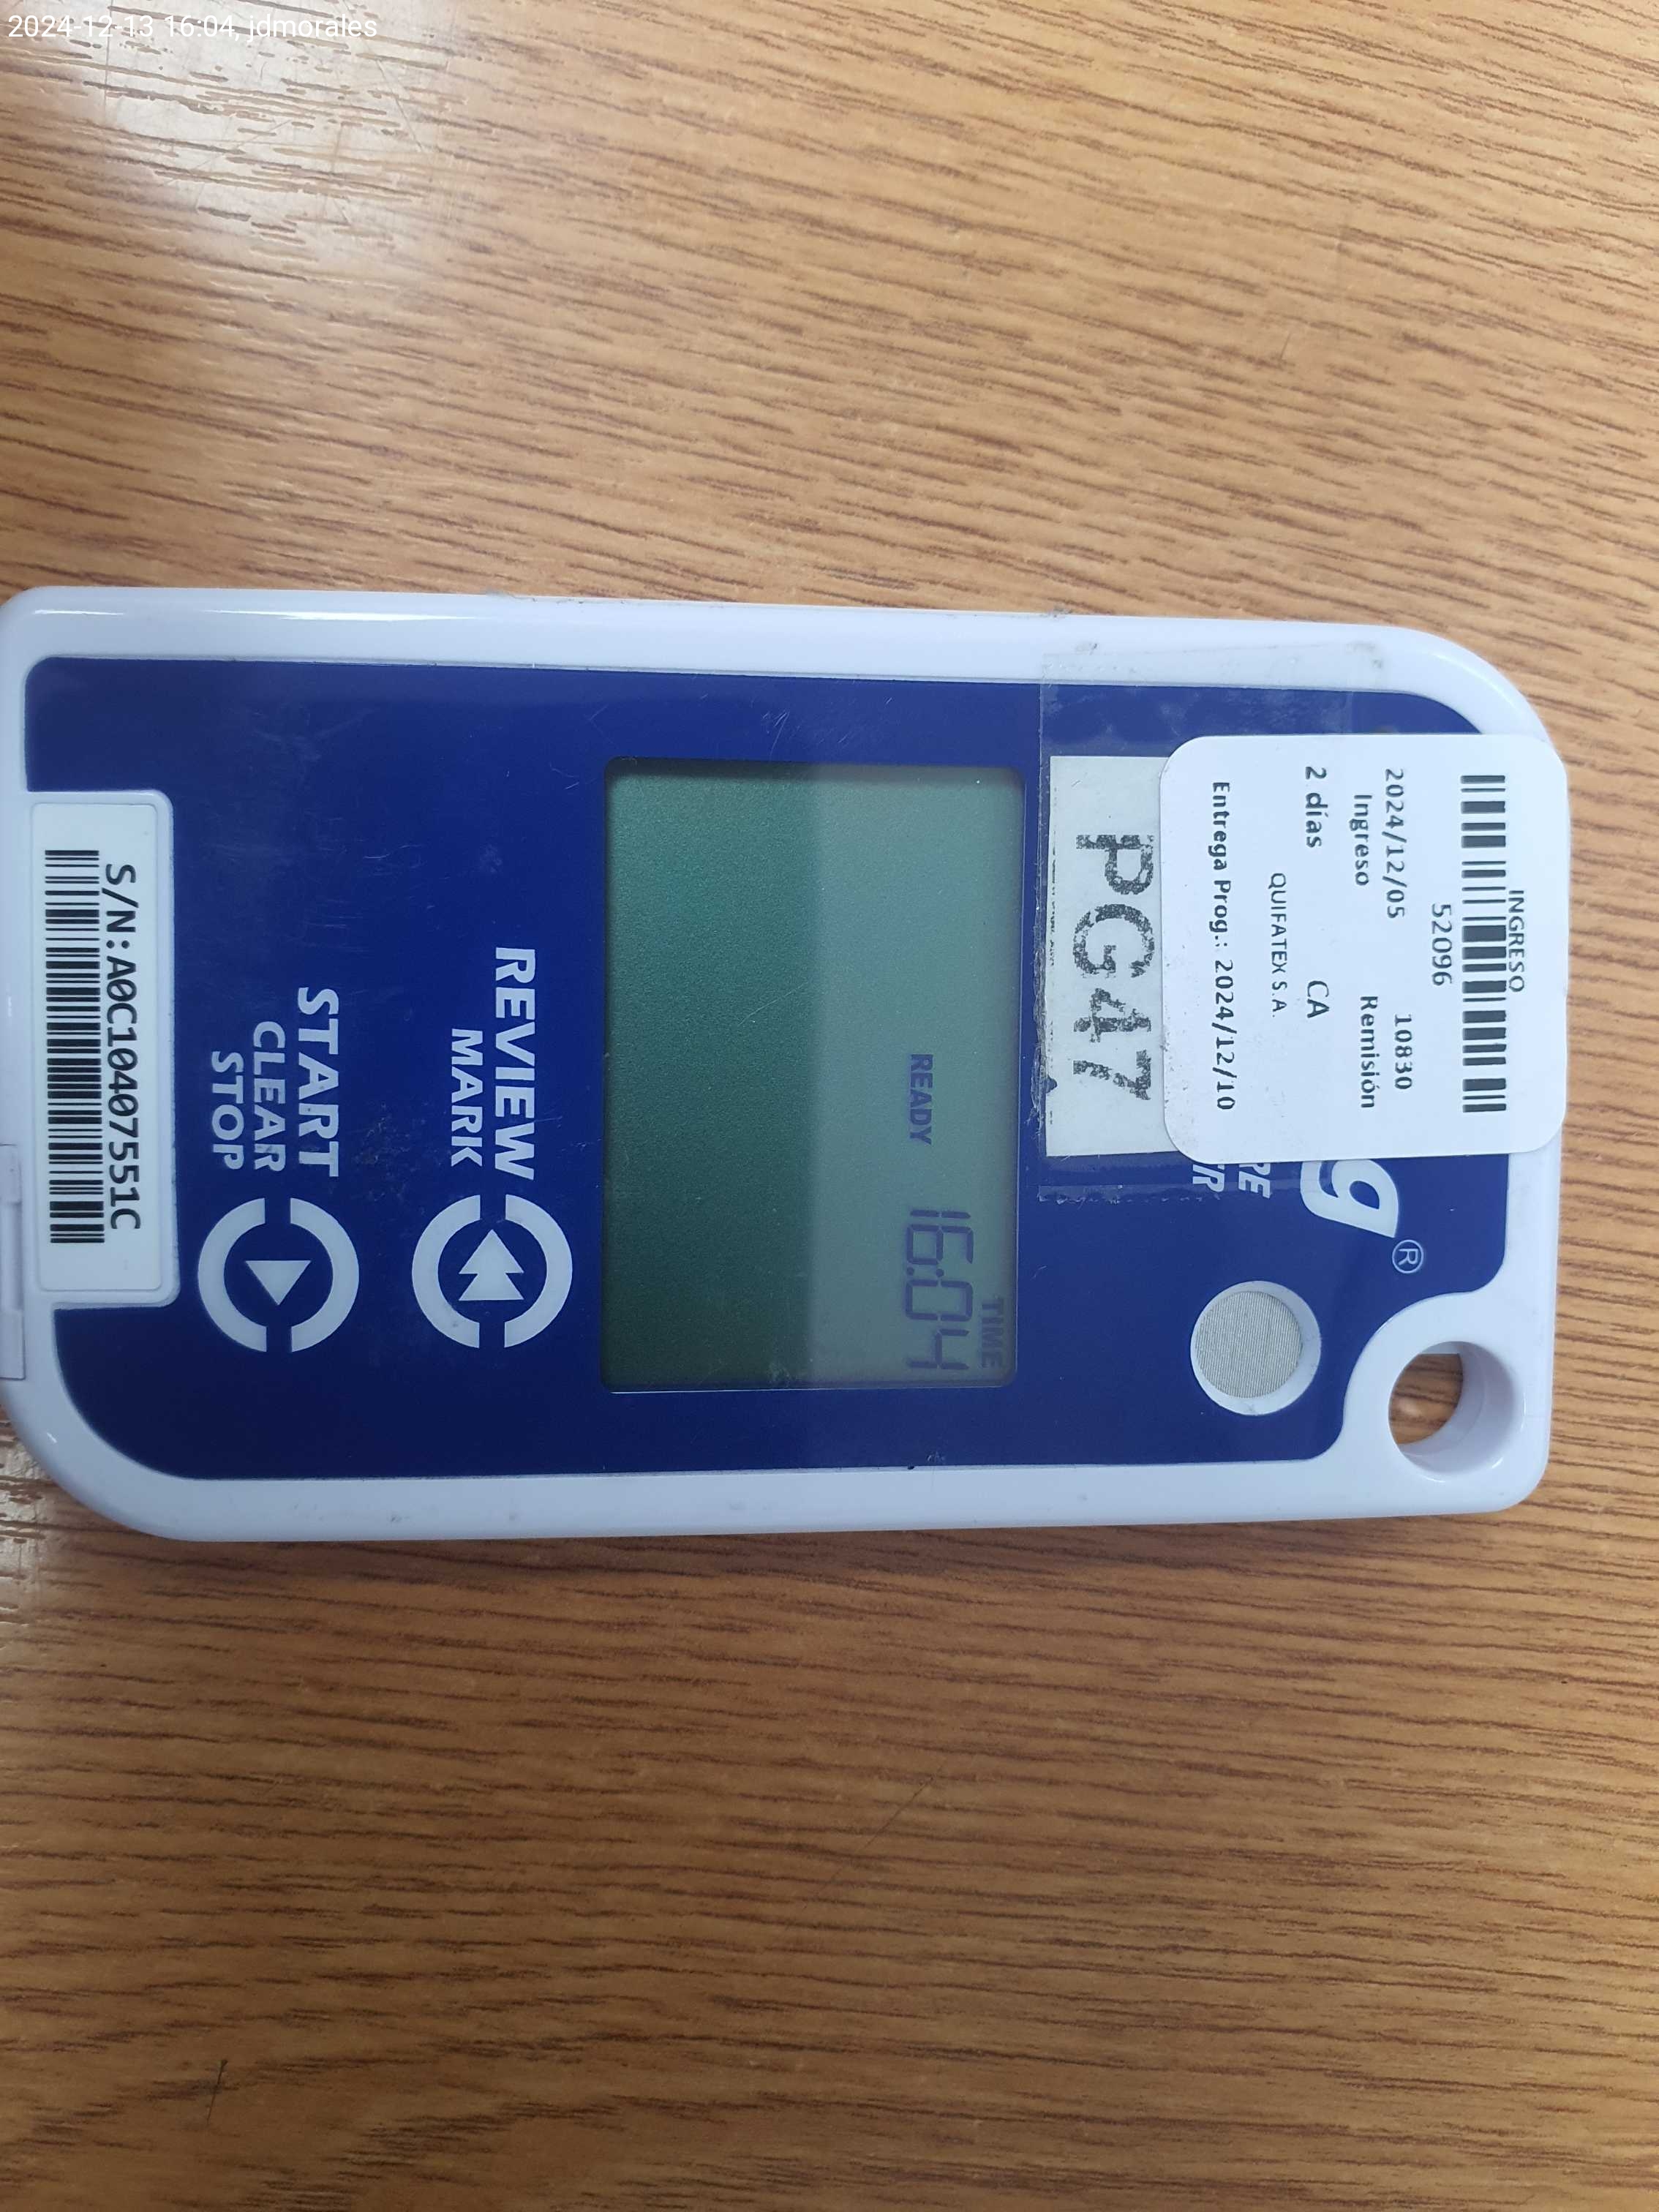 2024-12-13 16:04, jdmorales
INGRESO
52096
2024/12/05 10830
Ingreso Remisión
2 días CA
QUIFATEX S.A.
Entrega Prog.: 2024/12/10
g®
PG47
TIME
READY 16:04
REVIEW
MARK
START
CLEAR
STOP
S/N:A0C10407551C